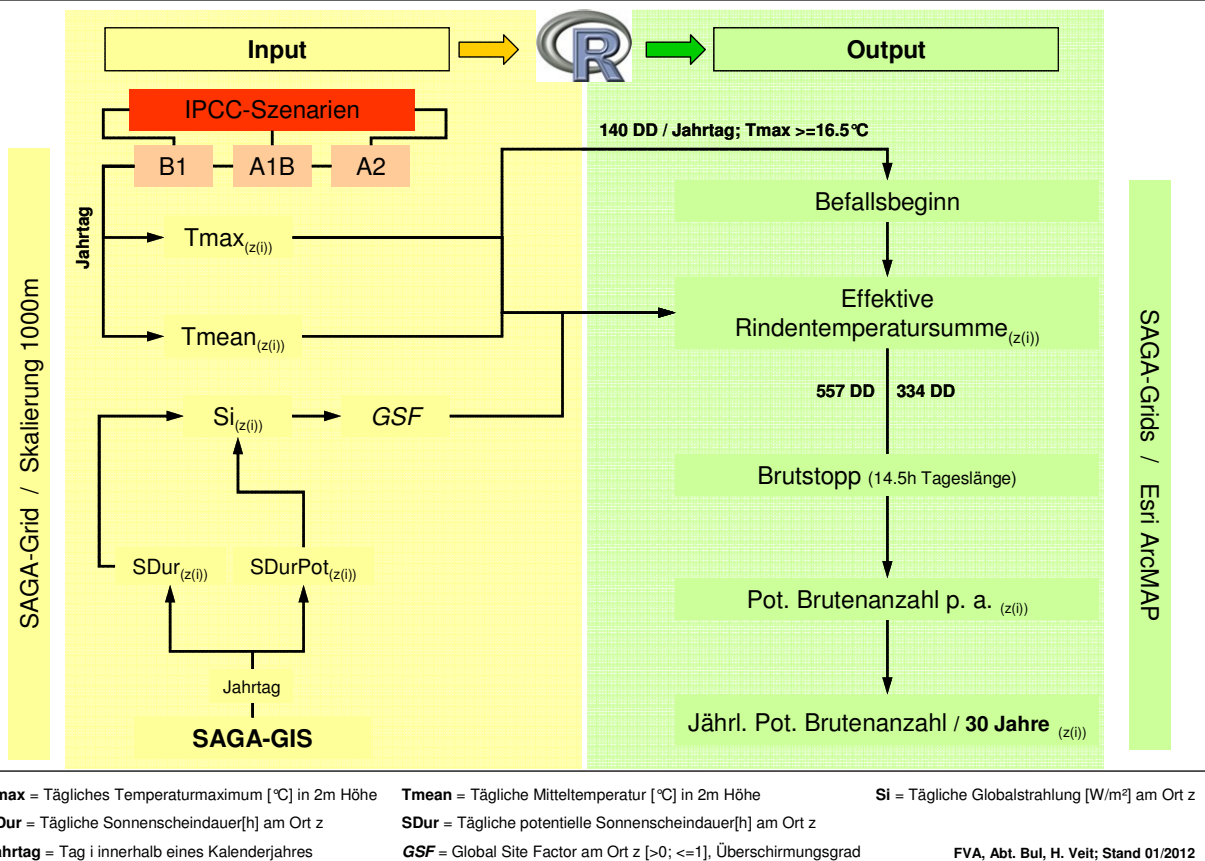 Input
R
Output
IPCC-Szenarien
140 DD / Jahrtag; Tmax >=16.5°C
B1
A1B
A2
Befallsbeginn
Jahrtag
Tmax(z(i))
Effektive
Rindentemperatursumme(z(i))
Tmean(z(i))
557 DD
334 DD
Si(z(i))
GSF
Brutstopp (14.5h Tageslänge)
SDur(z(i))
SDurPot(z(i))
Pot. Brutenanzahl p. a. (z(i))
Jahrtag
SAGA-GIS
Jährl. Pot. Brutenanzahl / 30 Jahre (z(i))
SAGA-Grid / Skalierung 1000m
SAGA-Grids / Esri ArcMAP
max = Tägliches Temperaturmaximum [°C] in 2m Höhe
Tmean = Tägliche Mitteltemperatur [°C] in 2m Höhe
Si = Tägliche Globalstrahlung [W/m²] am Ort z
Dur = Tägliche Sonnenscheindauer[h] am Ort z
SDur = Tägliche potentielle Sonnenscheindauer[h] am Ort z
hrtag = Tag i innerhalb eines Kalenderjahres
GSF = Global Site Factor am Ort z [>0; <=1], Überschirmungsgrad
FVA, Abt. Bul, H. Veit; Stand 01/2012